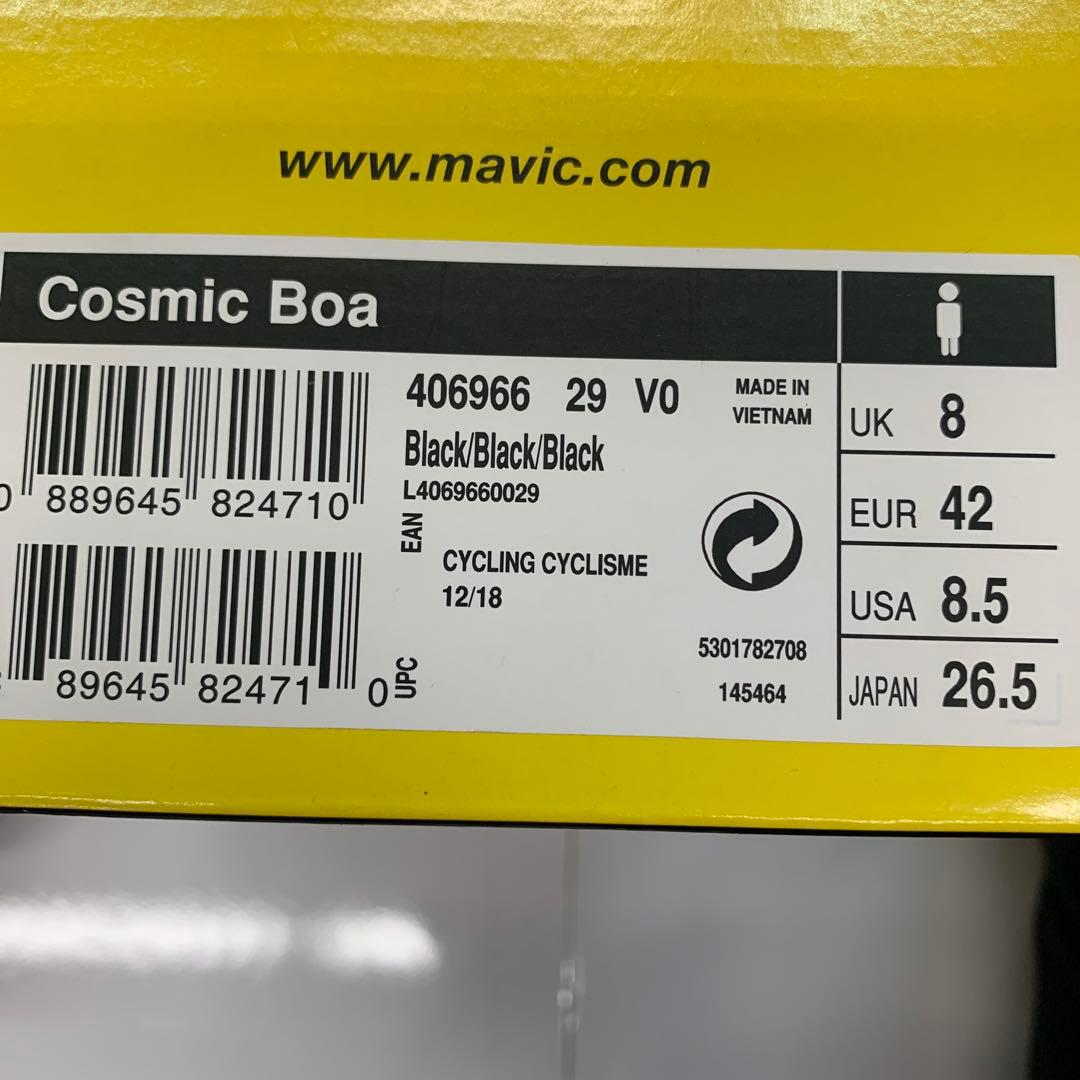 www.mavic.com
Cosmic Boa
406966 29 V0
Black/Black/Black
L4069660029
MADE IN
VIETNAM
0 889645 824710
EAN
CYCLING CYCLISME
12/18
89645 82471 0
UPC
5301782708
145464
UK 8
EUR 42
USA 8.5
JAPAN 26.5